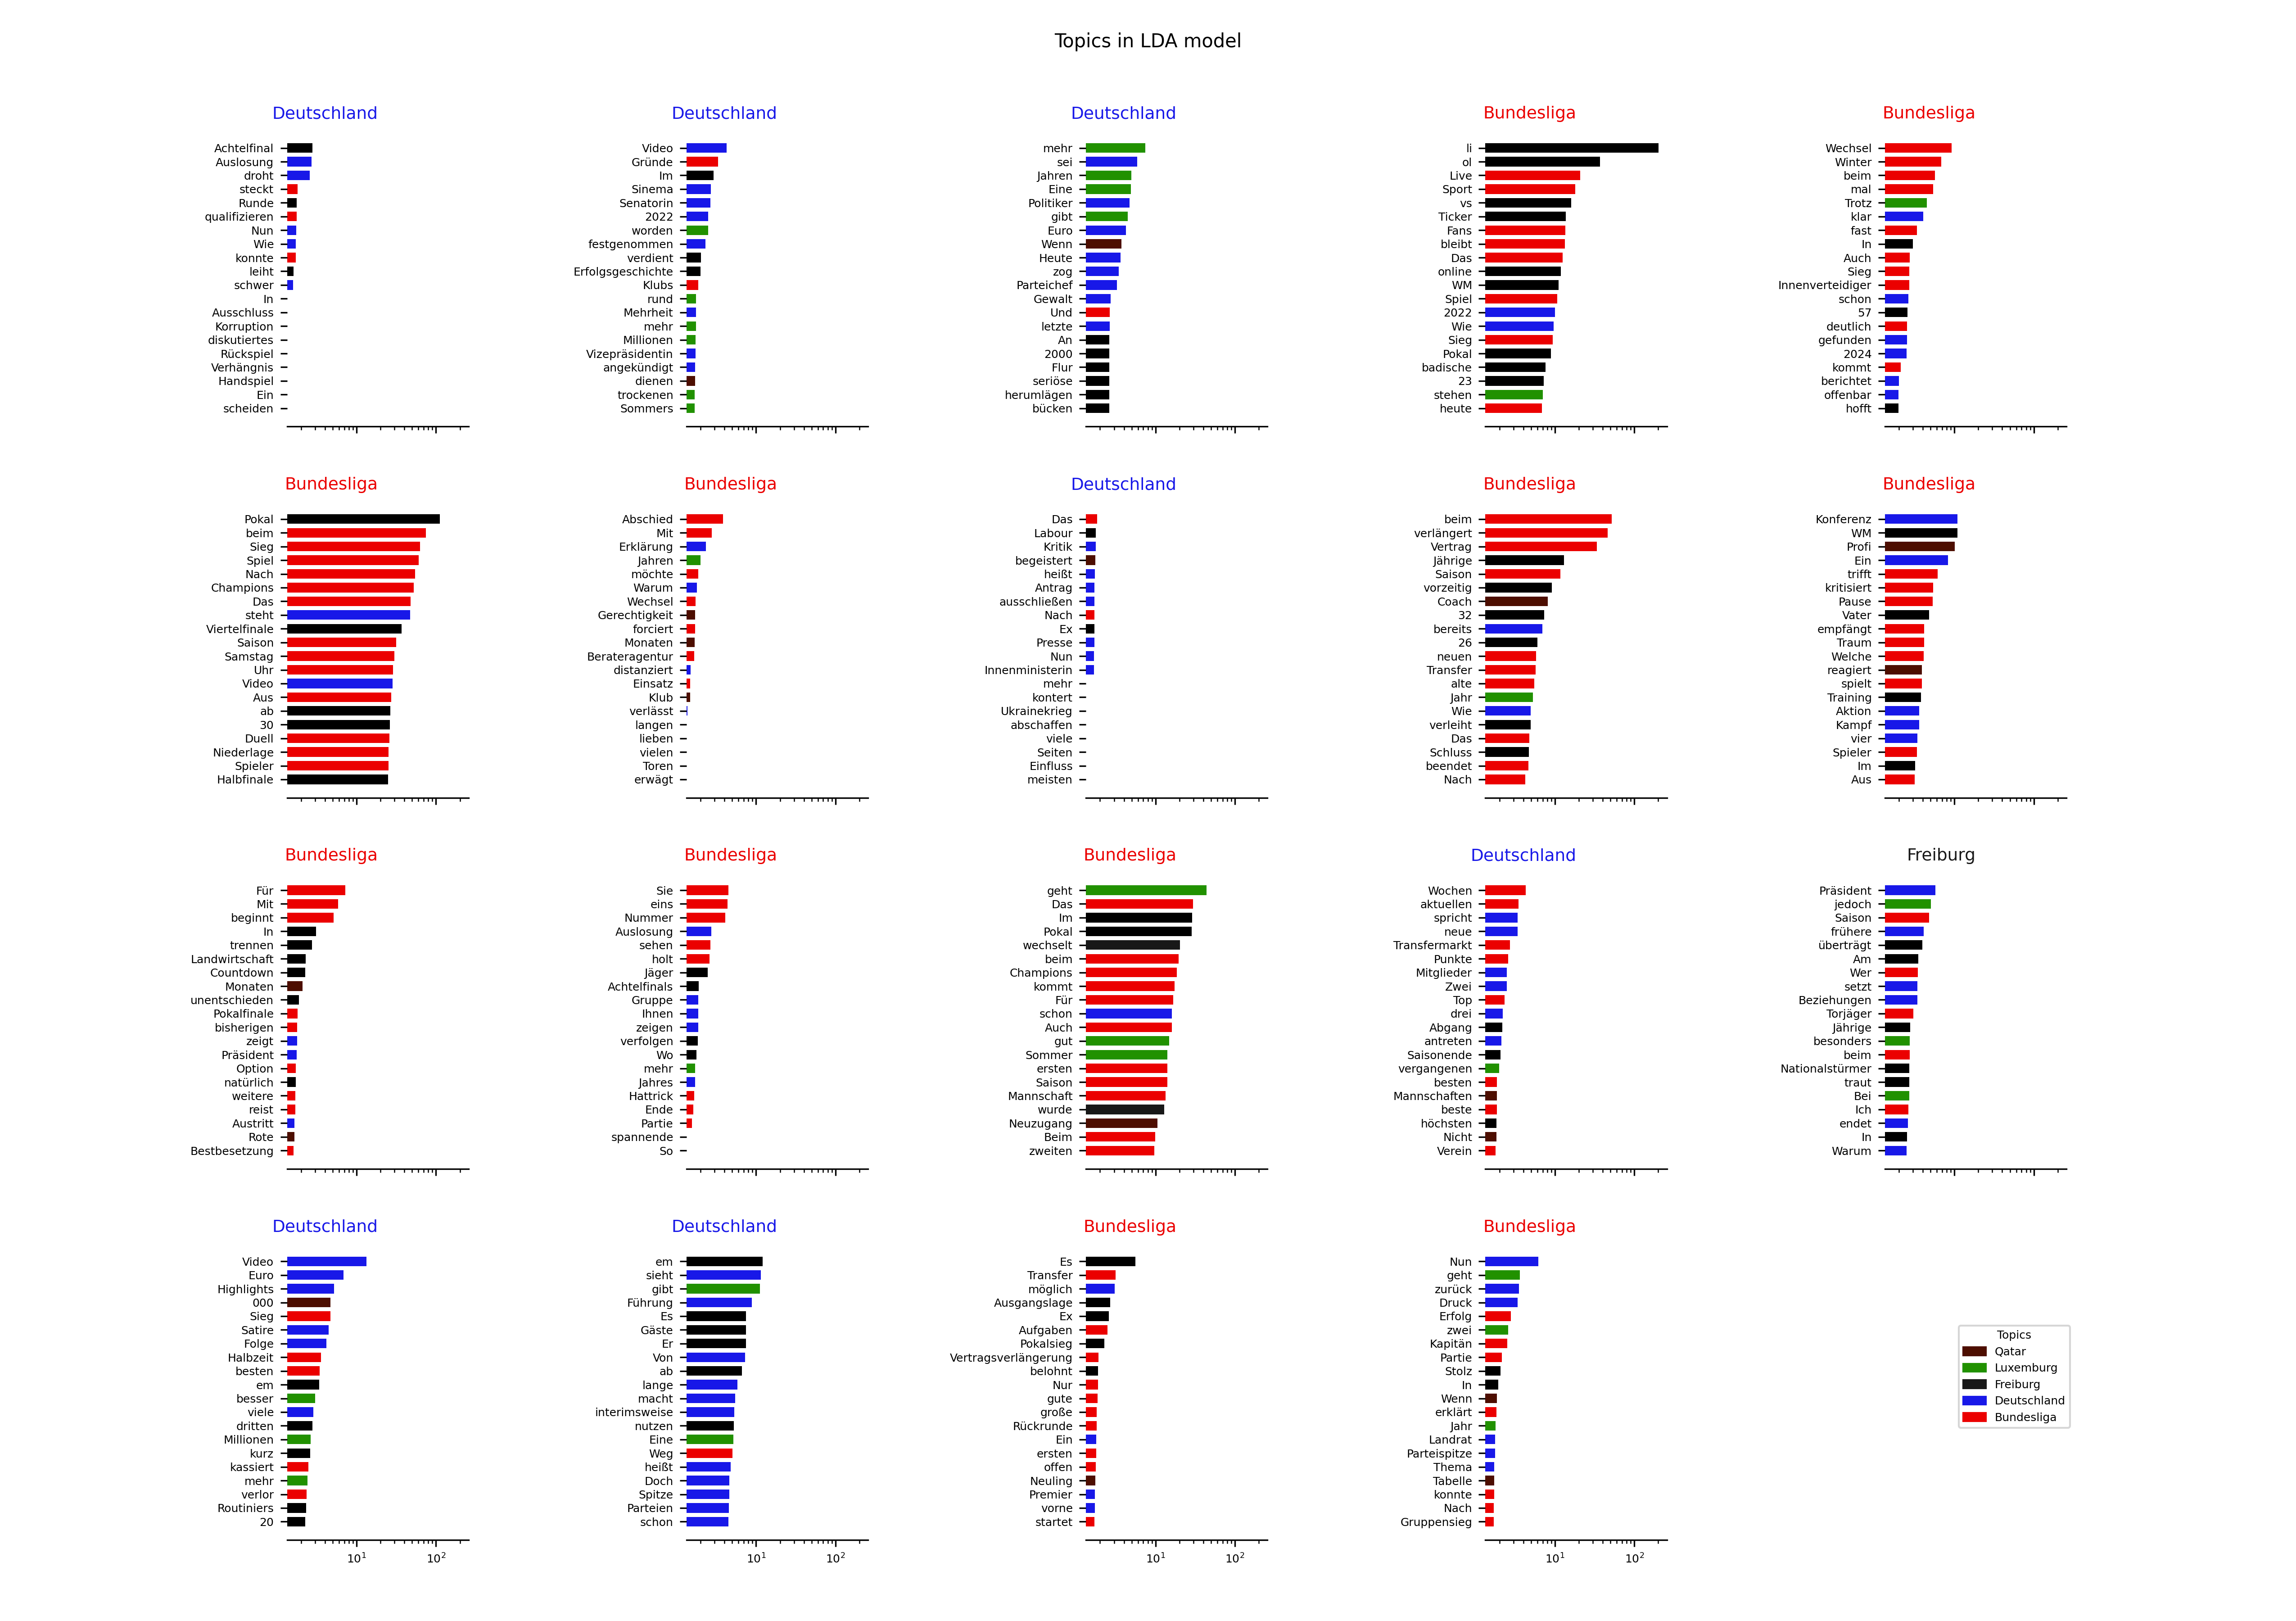 Topics in LDA model
Deutschland
Achtelfinal
Auslosung
droht
steckt
Runde
qualifizieren
Nun
Wie
konnte
leiht
schwer
In
Ausschluss
Korruption
diskutiertes
Rückspiel
Verhängnis
Handspiel
Ein
scheiden
Deutschland
Video
Gründe
Im
Sinema
Senatorin
2022
worden
festgenommen
verdient
Erfolgsgeschichte
Klubs
rund
Mehrheit
mehr
Millionen
Vizepräsidentin
angekündigt
dienen
trockenen
Sommers
Deutschland
mehr
sei
Jahren
Eine
Politiker
gibt
Euro
Wenn
Heute
zog
Parteichef
Gewalt
Und
letzte
An
2000
Flur
seriöse
herumlägen
bücken
Bundesliga
li
ol
Live
Sport
vs
Ticker
Fans
bleibt
Das
online
WM
Spiel
2022
Wie
Sieg
Pokal
badische
23
stehen
heute
Bundesliga
Wechsel
Winter
beim
mal
Trotz
klar
fast
In
Auch
Sieg
Innenverteidiger
schon
57
deutlich
gefunden
2024
kommt
berichtet
offenbar
hofft
Bundesliga
Pokal
beim
Sieg
Spiel
Nach
Champions
Das
steht
Viertelfinale
Saison
Samstag
Uhr
Video
Aus
ab
30
Duell
Niederlage
Spieler
Halbfinale
Bundesliga
Abschied
Mit
Erklärung
Jahren
möchte
Warum
Wechsel
Gerechtigkeit
forciert
Monaten
Berateragentur
distanziert
Einsatz
Klub
verlässt
langen
lieben
vielen
Toren
erwägt
Deutschland
Das
Labour
Kritik
begeistert
heißt
Antrag
ausschließen
Nach
Ex
Presse
Nun
Innenministerin
mehr
kontert
Ukrainekrieg
abschaffen
viele
Seiten
Einfluss
meisten
Bundesliga
beim
verlängert
Vertrag
Jährige
Saison
vorzeitig
Coach
32
bereits
26
neuen
Transfer
alte
Jahr
Wie
verleiht
Das
Schluss
beendet
Nach
Bundesliga
Konferenz
WM
Profi
Ein
trifft
kritisiert
Pause
Vater
empfängt
Traum
Welche
reagiert
spielt
Training
Aktion
Kampf
vier
Spieler
Im
Aus
Bundesliga
Für
Mit
beginnt
In
trennen
Landwirtschaft
Countdown
Monaten
unentschieden
Pokalfinale
bisherigen
zeigt
Präsident
Option
natürlich
weitere
reist
Austritt
Rote
Bestbesetzung
Bundesliga
Sie
eins
Nummer
Auslosung
sehen
holt
Jäger
Achtelfinals
Gruppe
Ihnen
zeigen
verfolgen
Wo
mehr
Jahres
Hattrick
Ende
Partie
spannende
So
Bundesliga
geht
Das
Im
Pokal
wechselt
beim
Champions
kommt
Für
schon
Auch
gut
Sommer
ersten
Saison
Mannschaft
wurde
Neuzugang
Beim
zweiten
Deutschland
Wochen
aktuellen
spricht
neue
Transfermarkt
Punkte
Mitglieder
Zwei
Top
drei
Abgang
antreten
Saisonende
vergangenen
besten
Mannschaften
beste
höchsten
Nicht
Verein
Freiburg
Präsident
jedoch
Saison
frühere
überträgt
Am
Wer
setzt
Beziehungen
Torjäger
Jährige
besonders
beim
Nationalstürmer
traut
Bei
Ich
endet
In
Warum
Deutschland
Video
Euro
Highlights
000
Sieg
Satire
Folge
Halbzeit
besten
em
besser
viele
dritten
Millionen
kurz
kassiert
mehr
verlor
Routiniers
20
10¹ 10²
Deutschland
em
sieht
gibt
Führung
Es
Gäste
Er
Von
ab
lange
macht
interimsweise
nutzen
Eine
Weg
heißt
Doch
Spitze
Parteien
schon
10¹ 10²
Bundesliga
Es
Transfer
möglich
Ausgangslage
Ex
Aufgaben
Pokalsieg
Vertragsverlängerung
belohnt
Nur
gute
große
Rückrunde
Ein
ersten
offen
Neuling
Premier
vorne
startet
10¹ 10²
Bundesliga
Nun
geht
zurück
Druck
Erfolg
zwei
Kapitän
Partie
Stolz
In
Wenn
erklärt
Jahr
Landrat
Parteispitze
Thema
Tabelle
konnte
Nach
Gruppensieg
10¹ 10²
Topics
Qatar
Luxemburg
Freiburg
Deutschland
Bundesliga